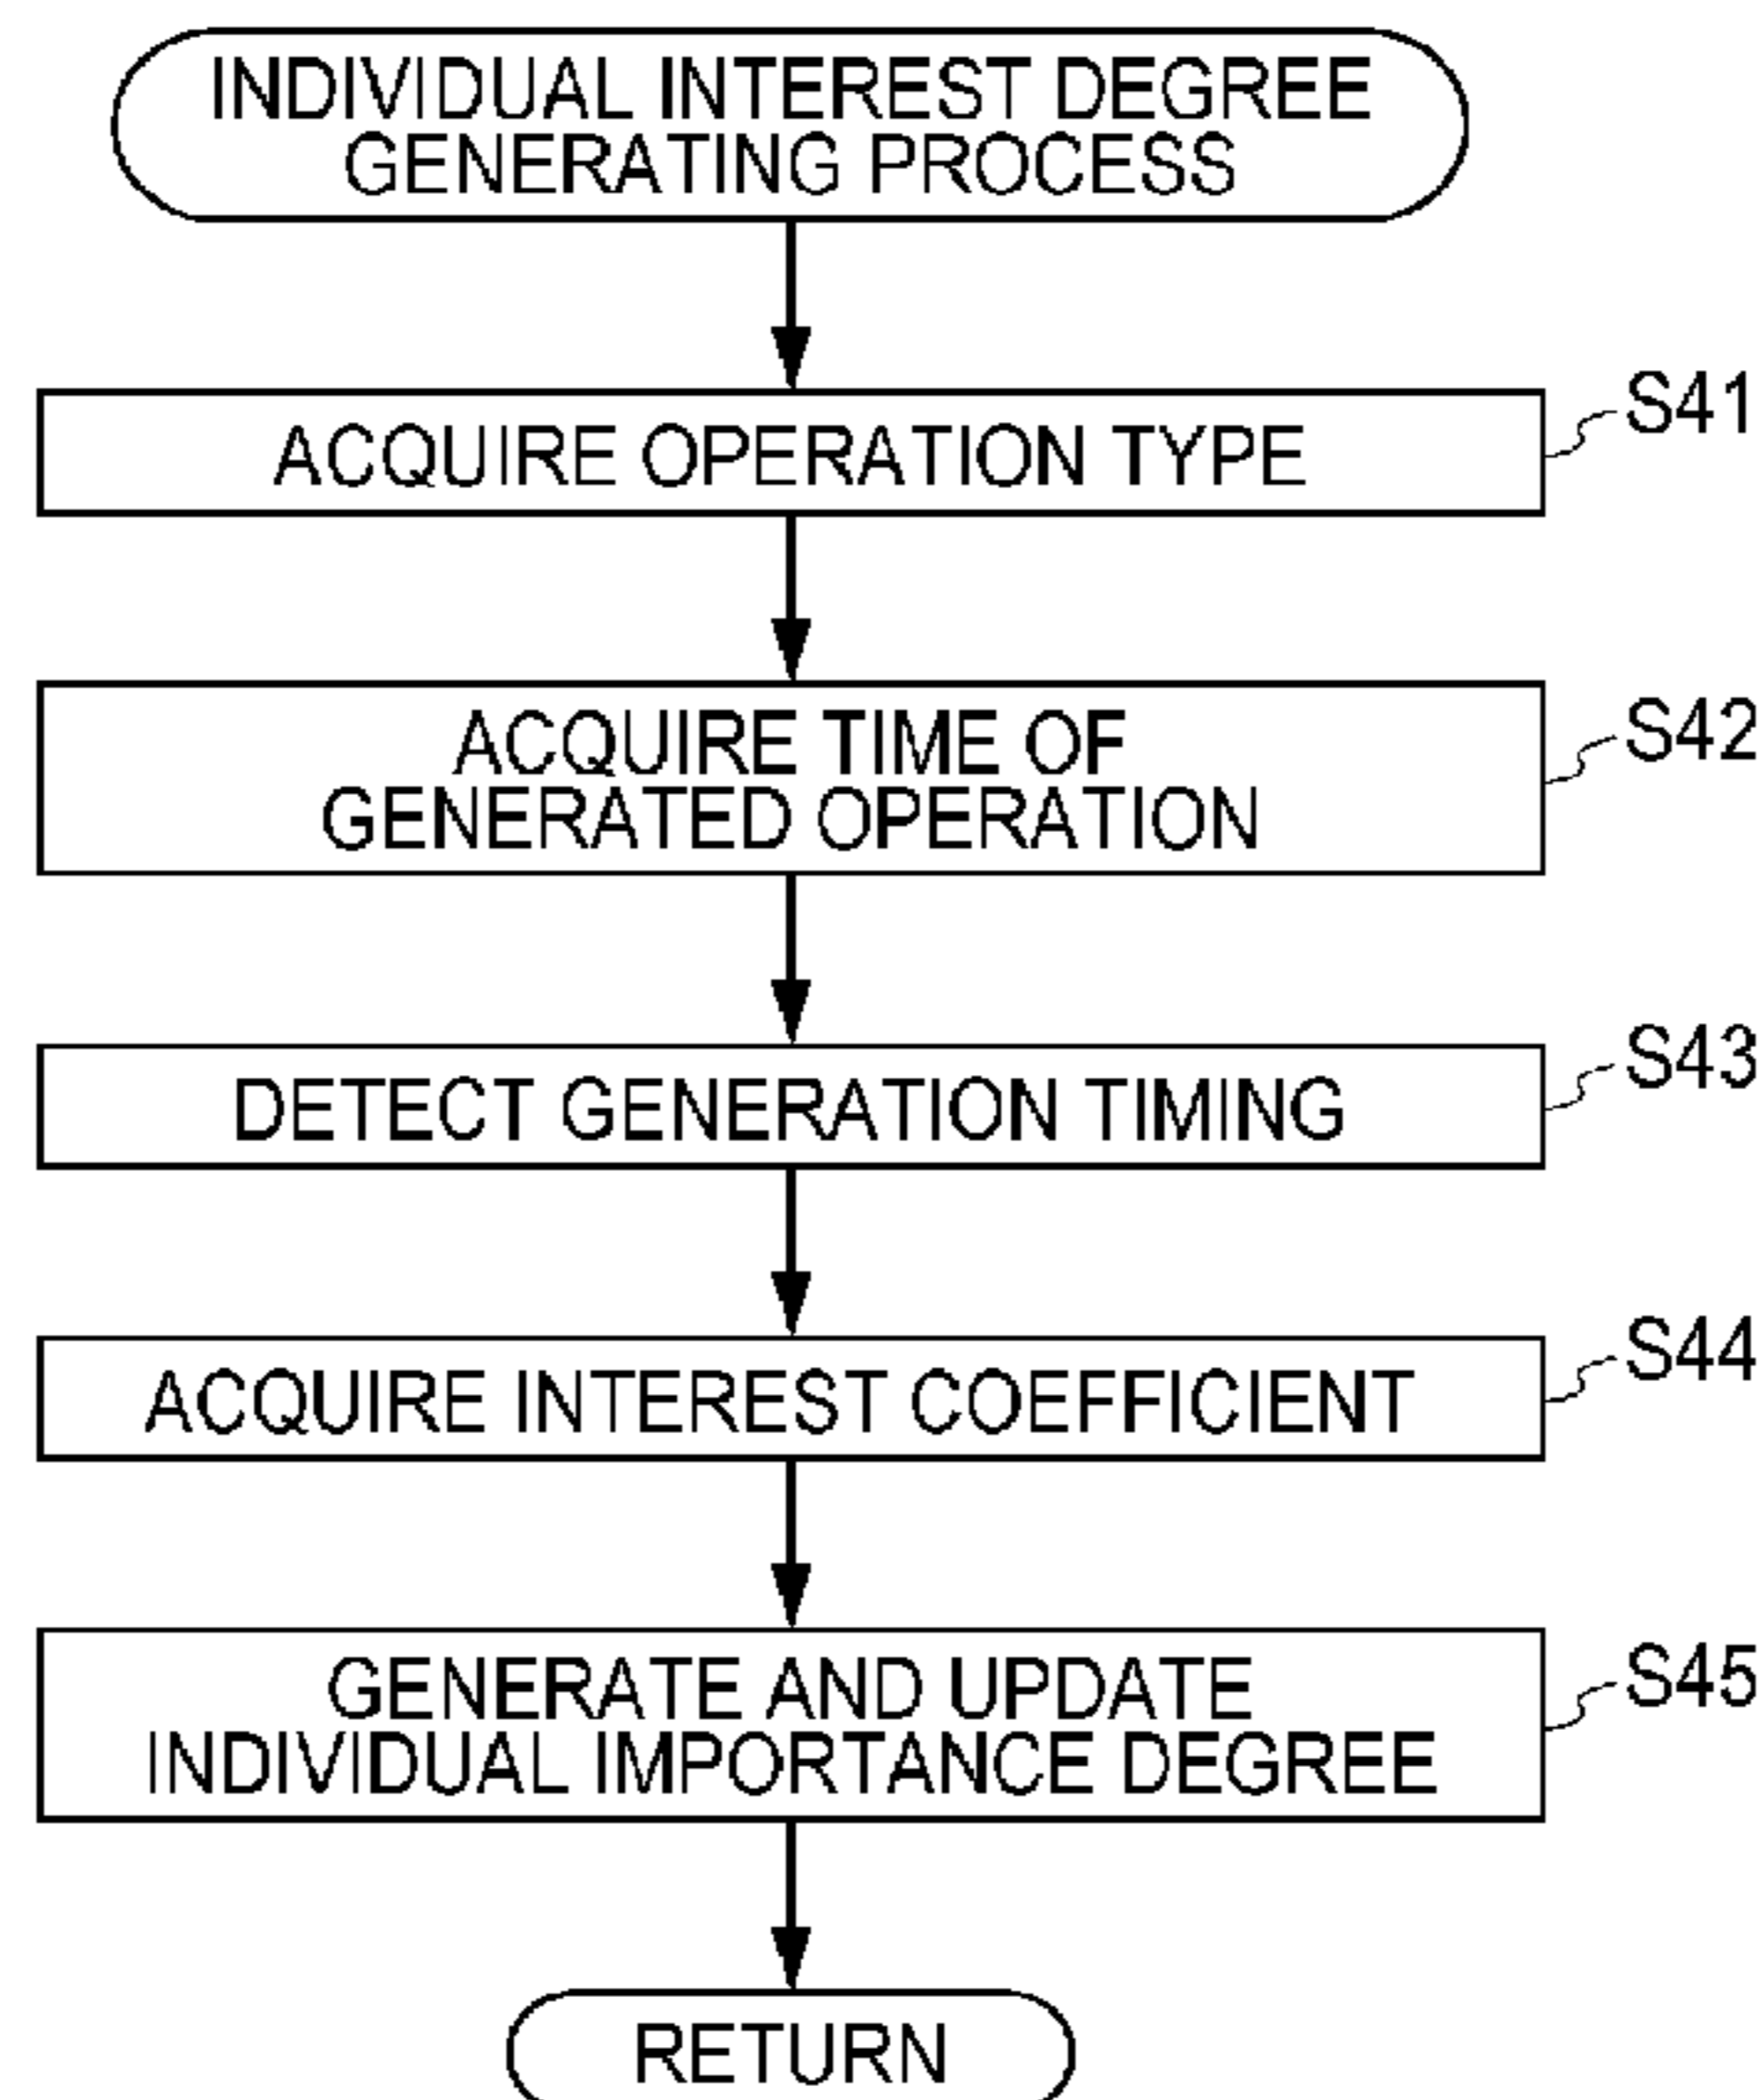 INDIVIDUAL INTEREST DEGREE
GENERATING PROCESS
ACQUIRE OPERATION TYPE
S41
ACQUIRE TIME OF
GENERATED OPERATION
S42
DETECT GENERATION TIMING
S43
ACQUIRE INTEREST COEFFICIENT
S44
GENERATE AND UPDATE
INDIVIDUAL IMPORTANCE DEGREE
S45
RETURN